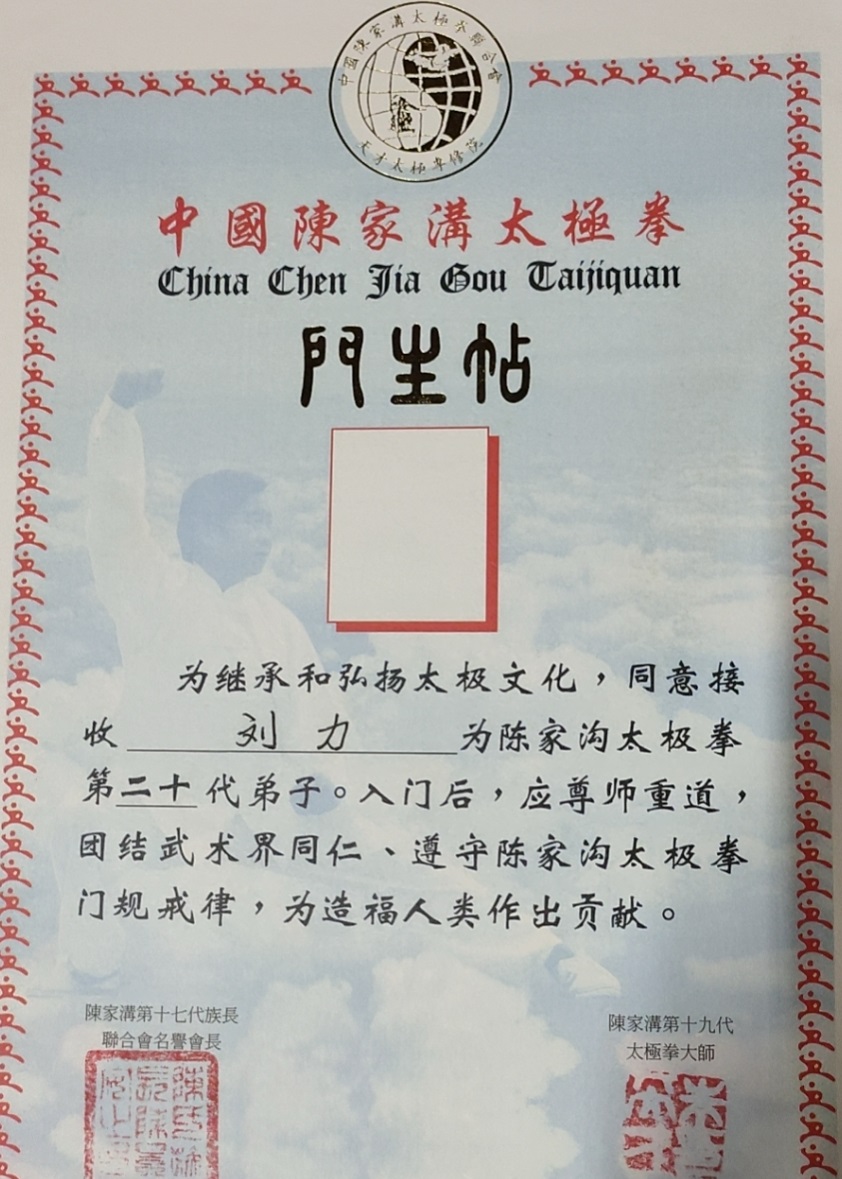 中國陳家溝太極拳聯合會
天才太極專修院
中國陳家溝太極拳
China Chen Jia Gou Taijiquan
門生帖
为继承和弘扬太极文化，同意接
收 刘 力 为陈家沟太极拳
第二十代弟子。入门后，应尊师重道，
团结武术界同仁、遵守陈家沟太极拳
门规戒律，为造福人类作出贡献。
陳家溝第十七代族長
聯合會名譽會長
陳家溝第十九代
太極拳大師